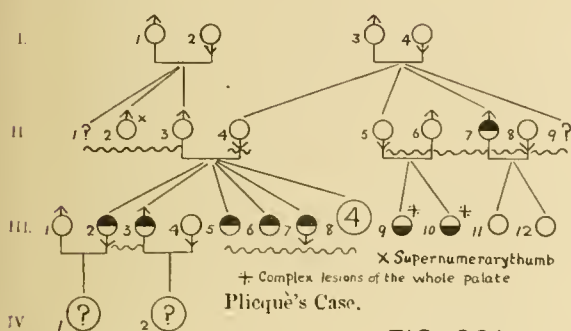 I. 1 2 3 4
II 1 ? 2 x 3 4 5 6 7 8 9 ?
III. 1 2 3 4 5 6 7 8 4 9 10 11 12
x Supernumerary thumb
Complex lesions of the whole palate
Plicquè's Case.
IV 1 ? 2 ?